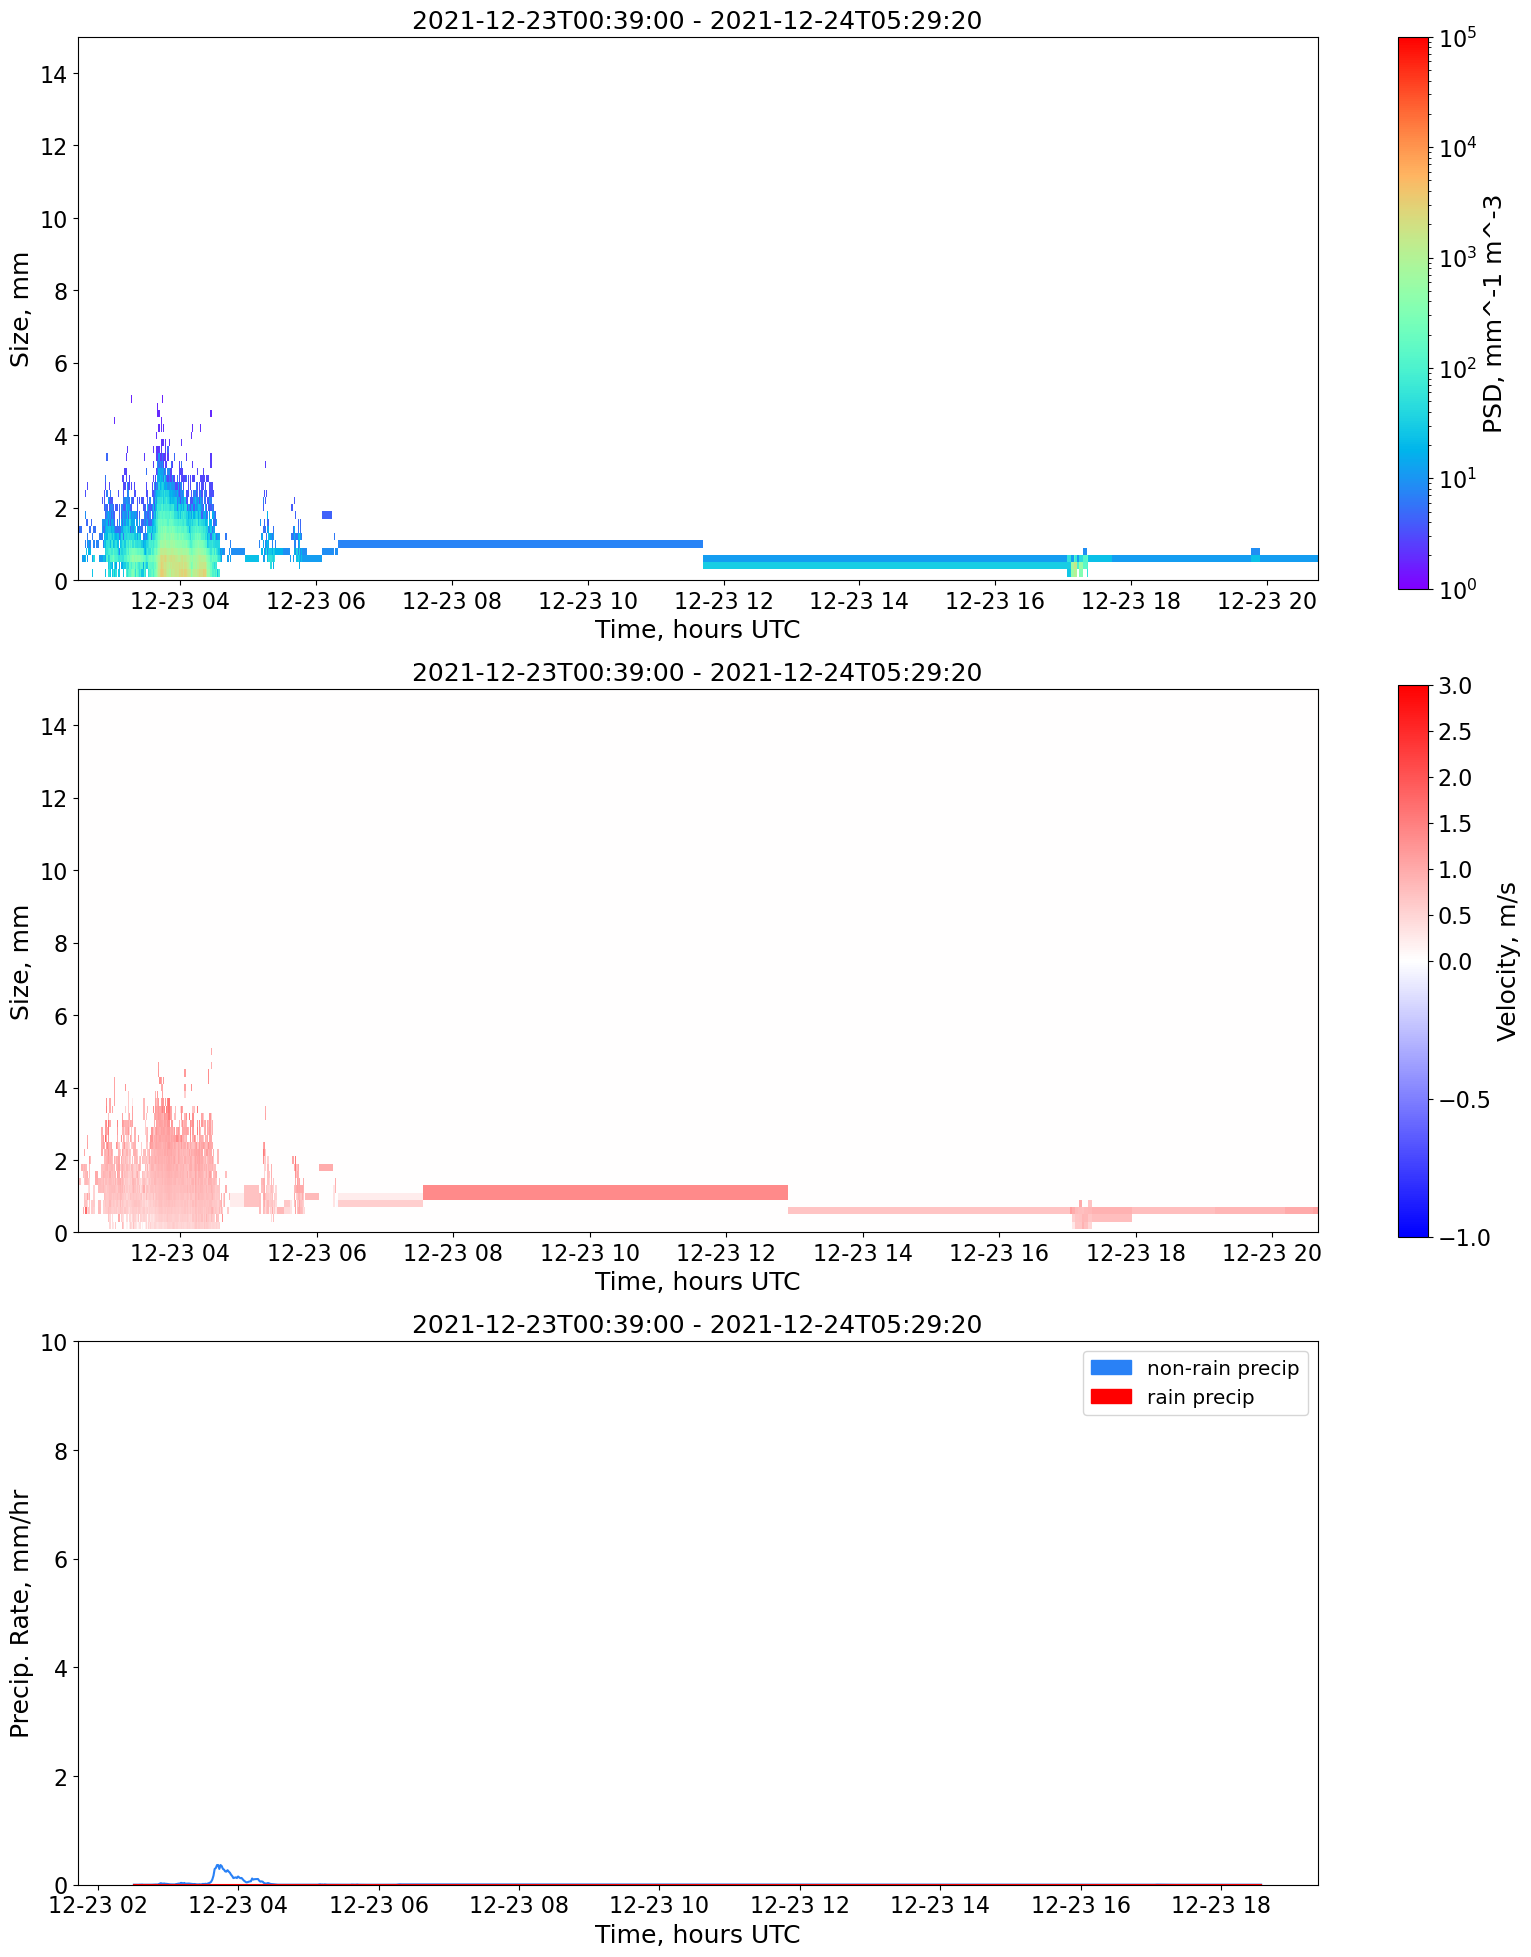 2021-12-23T00:39:00 - 2021-12-24T05:29:20
14
12
10
8
6
4
2
0
Size, mm
12-23 04 12-23 06 12-23 08 12-23 10 12-23 12 12-23 14 12-23 16 12-23 18 12-23 20
Time, hours UTC
10^5
10^4
10^3
10^2
10^1
10^0
PSD, mm^-1 m^-3
2021-12-23T00:39:00 - 2021-12-24T05:29:20
14
12
10
8
6
4
2
0
Size, mm
12-23 04 12-23 06 12-23 08 12-23 10 12-23 12 12-23 14 12-23 16 12-23 18 12-23 20
Time, hours UTC
3.0
2.5
2.0
1.5
1.0
0.5
0.0
−0.5
−1.0
Velocity, m/s
2021-12-23T00:39:00 - 2021-12-24T05:29:20
10
8
6
4
2
0
Precip. Rate, mm/hr
non-rain precip
rain precip
12-23 02 12-23 04 12-23 06 12-23 08 12-23 10 12-23 12 12-23 14 12-23 16 12-23 18
Time, hours UTC